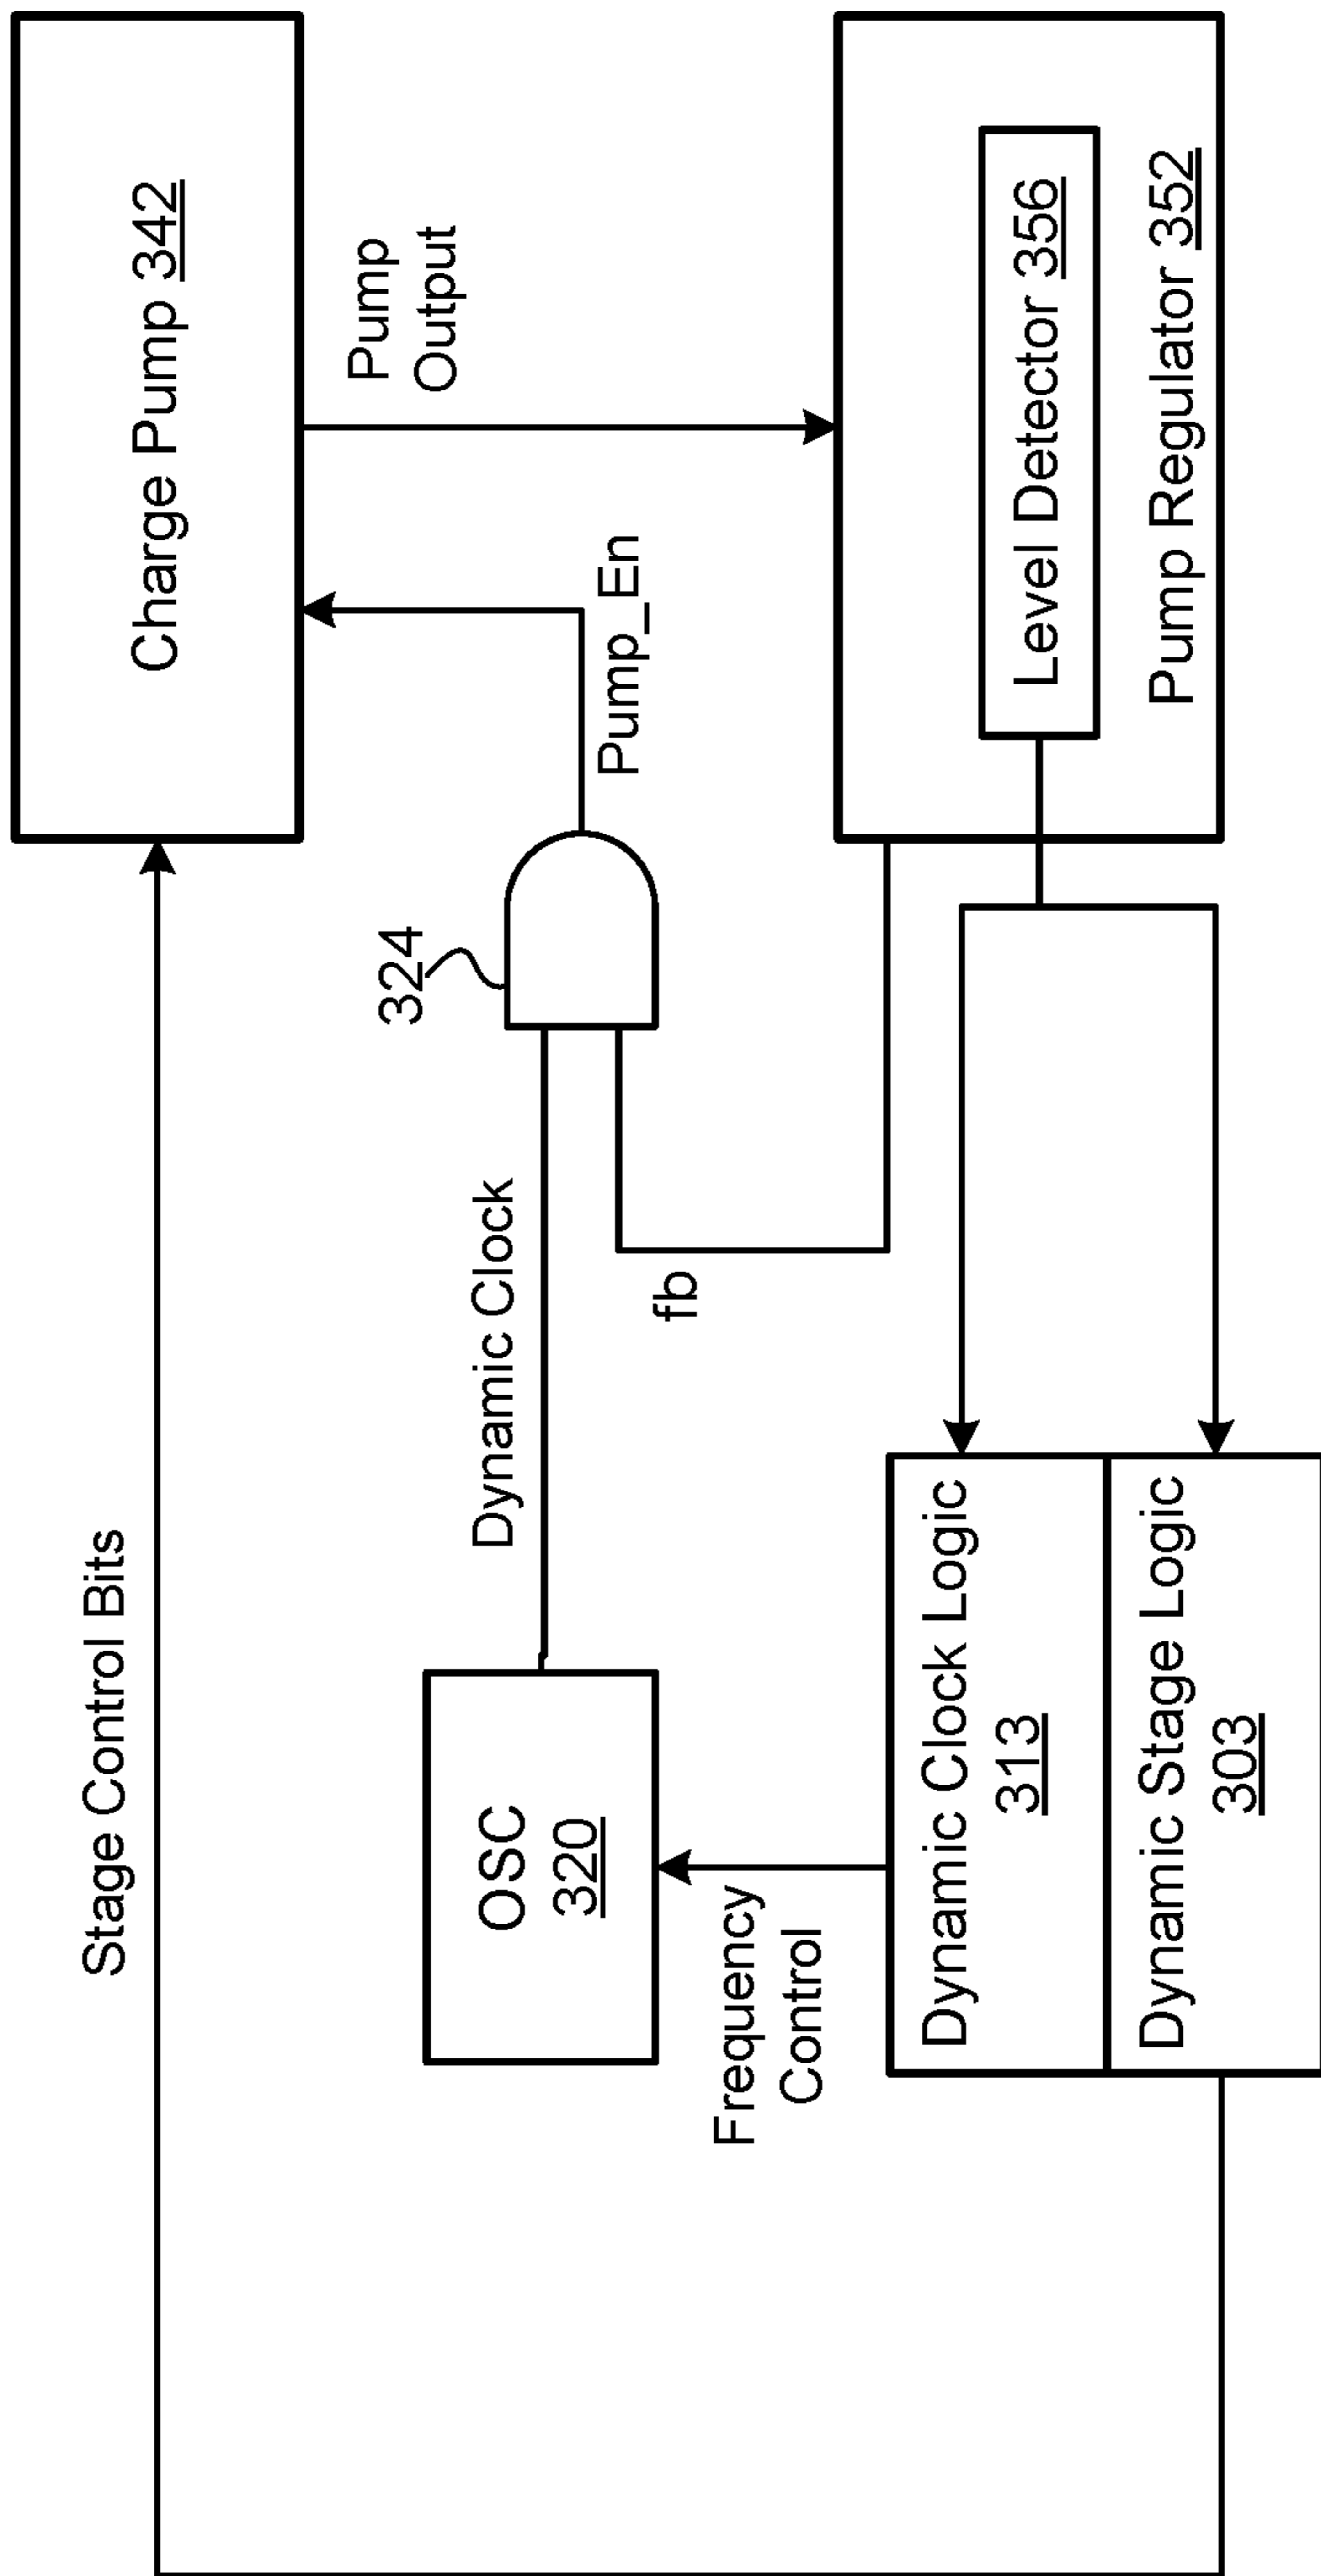 Stage Control Bits
Charge Pump 342
Pump
Output
324
Pump_En
Dynamic Clock
fb
OSC
320
Frequency
Control
Dynamic Clock Logic
313
Dynamic Stage Logic
303
Level Detector 356
Pump Regulator 352